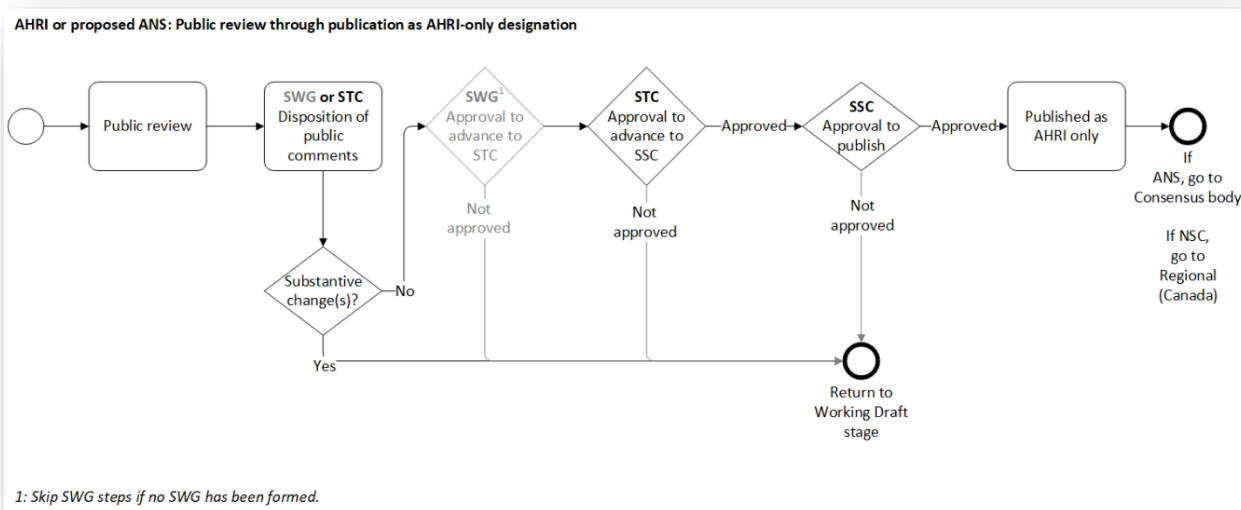 AHRI or proposed ANS: Public review through publication as AHRI-only designation
Public review
SWG or STC
Disposition of
public
comments
SWG1
Approval to
advance to
STC
STC
Approval to
advance to
SSC
Approved
SSC
Approval to
publish
Approved
Published as
AHRI only
If
ANS, go to
Consensus body
If NSC,
go to
Regional
(Canada)
Not
approved
Not
approved
Not
approved
Substantive
change(s)?
No
Yes
Return to
Working Draft
stage
1: Skip SWG steps if no SWG has been formed.